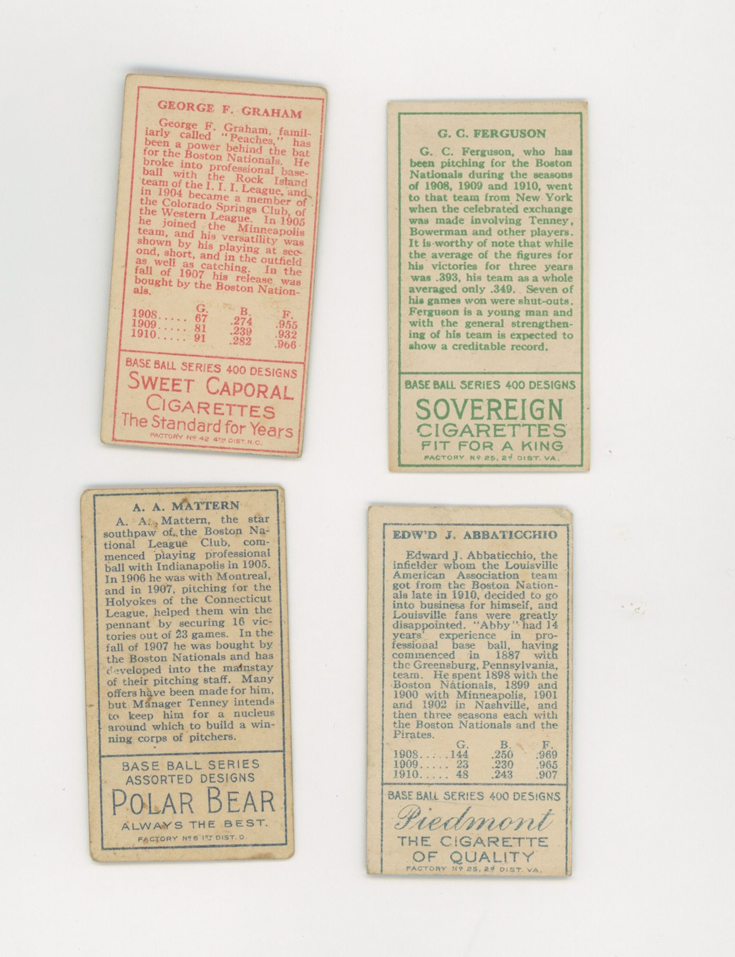 GEORGE F. GRAHAM
George F. Graham, famil-
iarly called "Peaches," has
been a power behind the bat
for the Boston Nationals. He
broke into professional base-
ball with the Rock Island
team of the I. I. I. League, and
in 1904 became a member of
the Colorado Springs Club, of
the Western League. In 1905
he joined the Minneapolis
team, and his versatility was
shown by his playing at sec-
ond, short, and in the outfield
as well as catching. In the
fall of 1907 his release was
bought by the Boston Nation-
als.
G. B. F.
1908..... 67 .274 .955
1909..... 81 .239 .932
1910..... 91 .282 .966
BASE BALL SERIES 400 DESIGNS
SWEET CAPORAL
CIGARETTES
The Standard for Years
FACTORY No 42 4TH DIST. N.C.
G. C. FERGUSON
G. C. Ferguson, who has
been pitching for the Boston
Nationals during the seasons
of 1908, 1909 and 1910, went
to that team from New York
when the celebrated exchange
was made involving Tenney,
Bowerman and other players.
It is worthy of note that while
the average of the figures for
his victories for three years
was .393, his team as a whole
averaged only .349. Seven of
his games won were shut-outs.
Ferguson is a young man and
with the general strengthen-
ing of his team is expected to
show a creditable record.
BASE BALL SERIES 400 DESIGNS
SOVEREIGN
CIGARETTES
FIT FOR A KING
FACTORY No 25, 2d DIST. VA.
A. A. MATTERN
A. A. Mattern, the star
southpaw of the Boston Na-
tional League Club, com-
menced playing professional
ball with Indianapolis in 1905.
In 1906 he was with Montreal,
and in 1907, pitching for the
Holyokes of the Connecticut
League, helped them win the
pennant by securing 16 vic-
tories out of 23 games. In the
fall of 1907 he was bought by
the Boston Nationals and has
developed into the mainstay
of their pitching staff. Many
offers have been made for him,
but Manager Tenney intends
to keep him for a nucleus
around which to build a win-
ning corps of pitchers.
BASE BALL SERIES
ASSORTED DESIGNS
POLAR BEAR
ALWAYS THE BEST.
FACTORY No 6 1ST DIST. O.
EDW'D J. ABBATICCHIO
Edward J. Abbaticchio, the
infielder whom the Louisville
American Association team
got from the Boston Nation-
als late in 1910, decided to go
into business for himself, and
Louisville fans were greatly
disappointed. "Abby" had 14
years' experience in pro-
fessional base ball, having
commenced in 1887 with
the Greensburg, Pennsylvania,
team. He spent 1898 with the
Boston Nationals, 1899 and
1900 with Minneapolis, 1901
and 1902 in Nashville, and
then three seasons each with
the Boston Nationals and the
Pirates.
G. B. F.
1908.....144 .250 .969
1909..... 23 .230 .965
1910..... 48 .243 .907
BASE BALL SERIES 400 DESIGNS
Piedmont
THE CIGARETTE
OF QUALITY
FACTORY No 25, 2d DIST. VA.